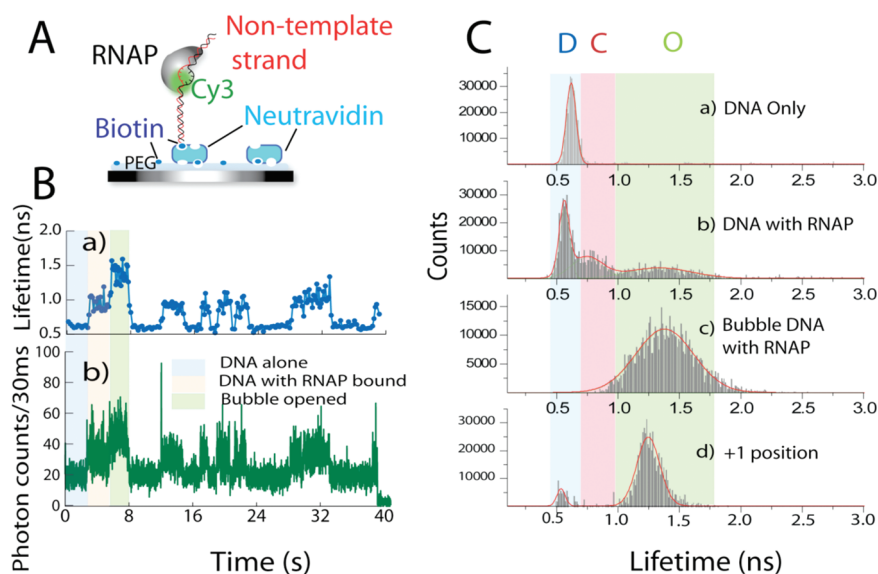 A
RNAP
Non-template
strand
Cy3
Biotin
Neutravidin
PEG
B
a)
Lifetime(ns)
2.0
1.5
1.0
0.5
b)
Photon counts/30ms
100
80
60
40
20
0
DNA alone
DNA with RNAP bound
Bubble opened
0 8 16 24 32 40
Time (s)
C
D C O
Counts
30000
20000
10000
a) DNA Only
0.5 1.0 1.5 2.0 2.5 3.0
30000
20000
10000
b) DNA with RNAP
0.5 1.0 1.5 2.0 2.5 3.0
15000
10000
5000
c) Bubble DNA
with RNAP
0.5 1.0 1.5 2.0 2.5 3.0
30000
20000
10000
d) +1 position
0.5 1.0 1.5 2.0 2.5 3.0
Lifetime (ns)